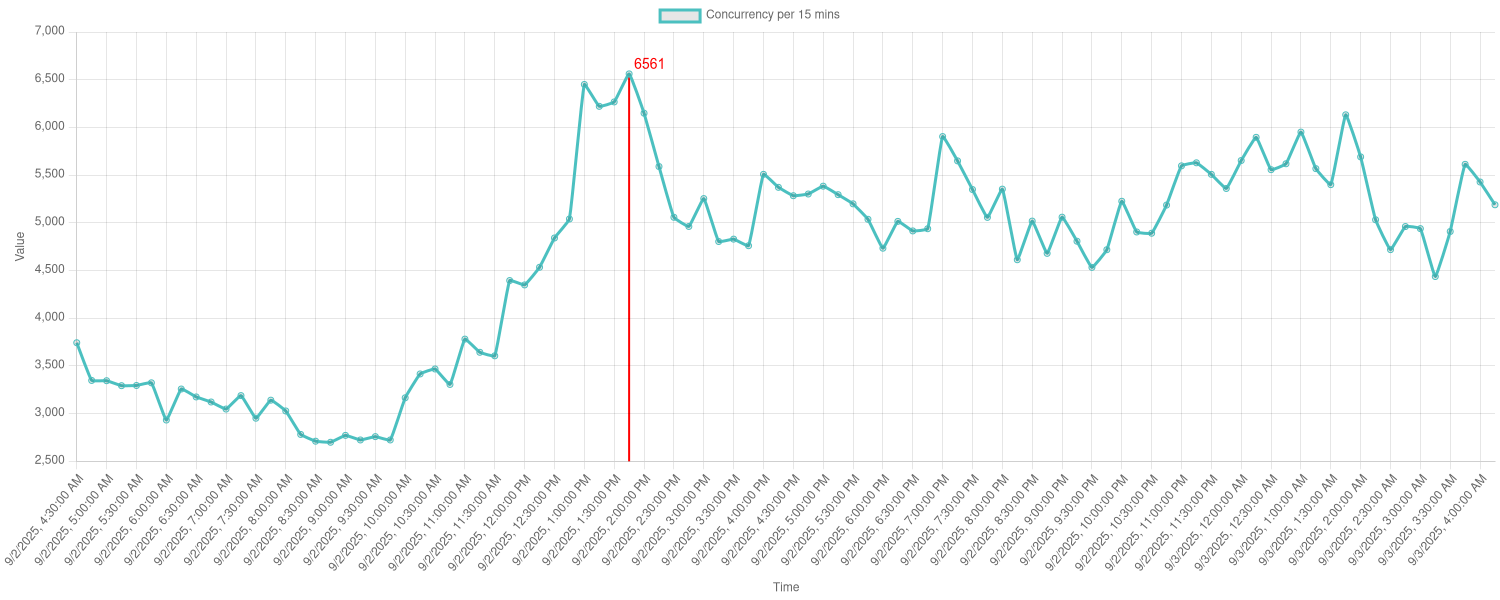 Concurrency per 15 mins
7,000
6,500
6,000
5,500
5,000
4,500
4,000
3,500
3,000
2,500
Value
6561
9/2/2025, 4:30:00 AM
9/2/2025, 5:00:00 AM
9/2/2025, 5:30:00 AM
9/2/2025, 6:00:00 AM
9/2/2025, 6:30:00 AM
9/2/2025, 7:00:00 AM
9/2/2025, 7:30:00 AM
9/2/2025, 8:00:00 AM
9/2/2025, 8:30:00 AM
9/2/2025, 9:00:00 AM
9/2/2025, 9:30:00 AM
9/2/2025, 10:00:00 AM
9/2/2025, 10:30:00 AM
9/2/2025, 11:00:00 AM
9/2/2025, 11:30:00 AM
9/2/2025, 12:00:00 PM
9/2/2025, 12:30:00 PM
9/2/2025, 1:00:00 PM
9/2/2025, 1:30:00 PM
9/2/2025, 2:00:00 PM
9/2/2025, 2:30:00 PM
9/2/2025, 3:00:00 PM
9/2/2025, 3:30:00 PM
9/2/2025, 4:00:00 PM
9/2/2025, 4:30:00 PM
9/2/2025, 5:00:00 PM
9/2/2025, 5:30:00 PM
9/2/2025, 6:00:00 PM
9/2/2025, 6:30:00 PM
9/2/2025, 7:00:00 PM
9/2/2025, 7:30:00 PM
9/2/2025, 8:00:00 PM
9/2/2025, 8:30:00 PM
9/2/2025, 9:00:00 PM
9/2/2025, 9:30:00 PM
9/2/2025, 10:00:00 PM
9/2/2025, 10:30:00 PM
9/2/2025, 11:00:00 PM
9/2/2025, 11:30:00 PM
9/3/2025, 12:00:00 AM
9/3/2025, 12:30:00 AM
9/3/2025, 1:00:00 AM
9/3/2025, 1:30:00 AM
9/3/2025, 2:00:00 AM
9/3/2025, 2:30:00 AM
9/3/2025, 3:00:00 AM
9/3/2025, 3:30:00 AM
9/3/2025, 4:00:00 AM
Time